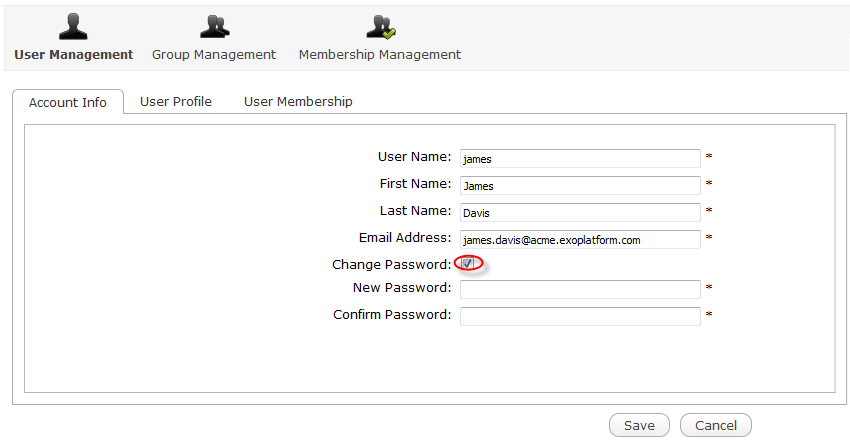 User Management Group Management Membership Management
Account Info User Profile User Membership
User Name: james *
First Name: James *
Last Name: Davis *
Email Address: james.davis@acme.exoplatform.com *
Change Password:
New Password: *
Confirm Password: *
Save Cancel